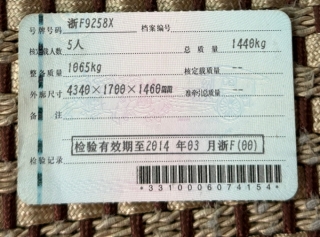 号牌号码 浙F9258X 档案编号
核定载人数 5人 总质量 1440kg
整备质量 1065kg 核定载质量
外廓尺寸 4340×1700×1460㎜ 准牵引总质量
备注
检验有效期至2014年03月浙F(00)
检验记录
*3310006074154*